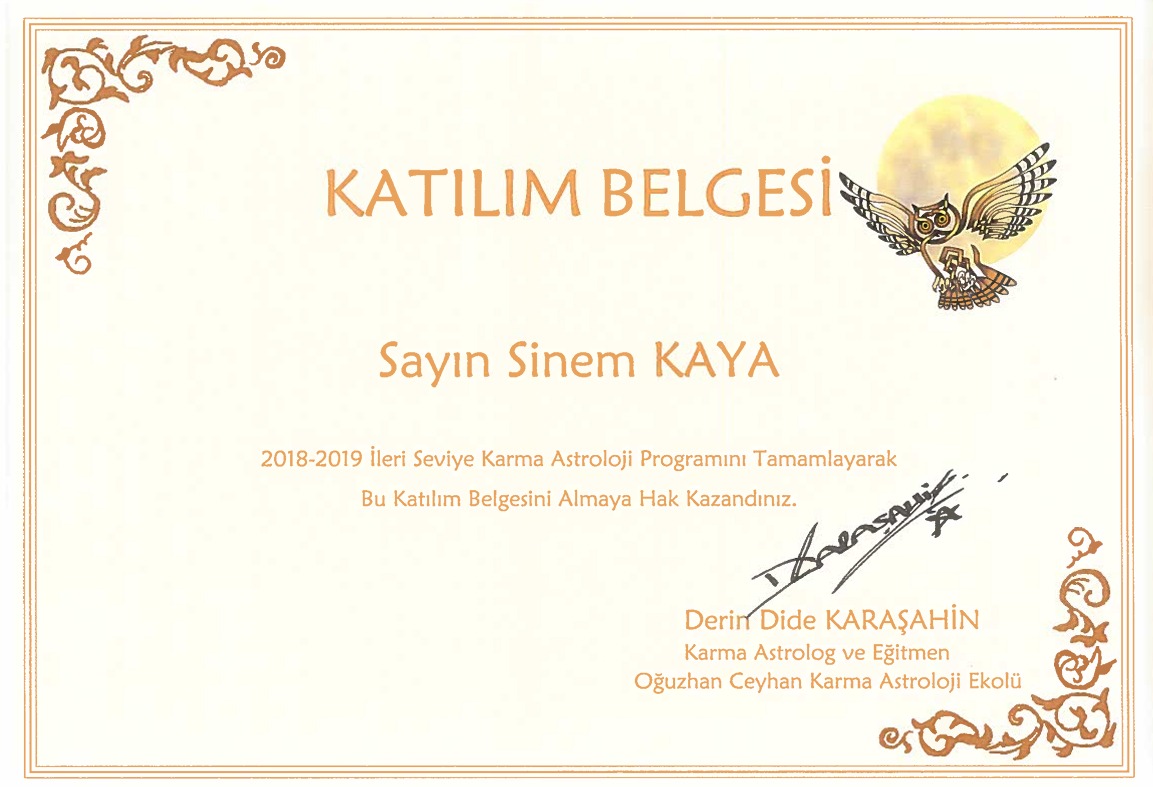 KATILIM BELGESİ
Sayın Sinem KAYA
2018-2019 İleri Seviye Karma Astroloji Programını Tamamlayarak
Bu Katılım Belgesini Almaya Hak Kazandınız.
Derin Dide KARAŞAHİN
Karma Astrolog ve Eğitmen
Oğuzhan Ceyhan Karma Astroloji Ekolü